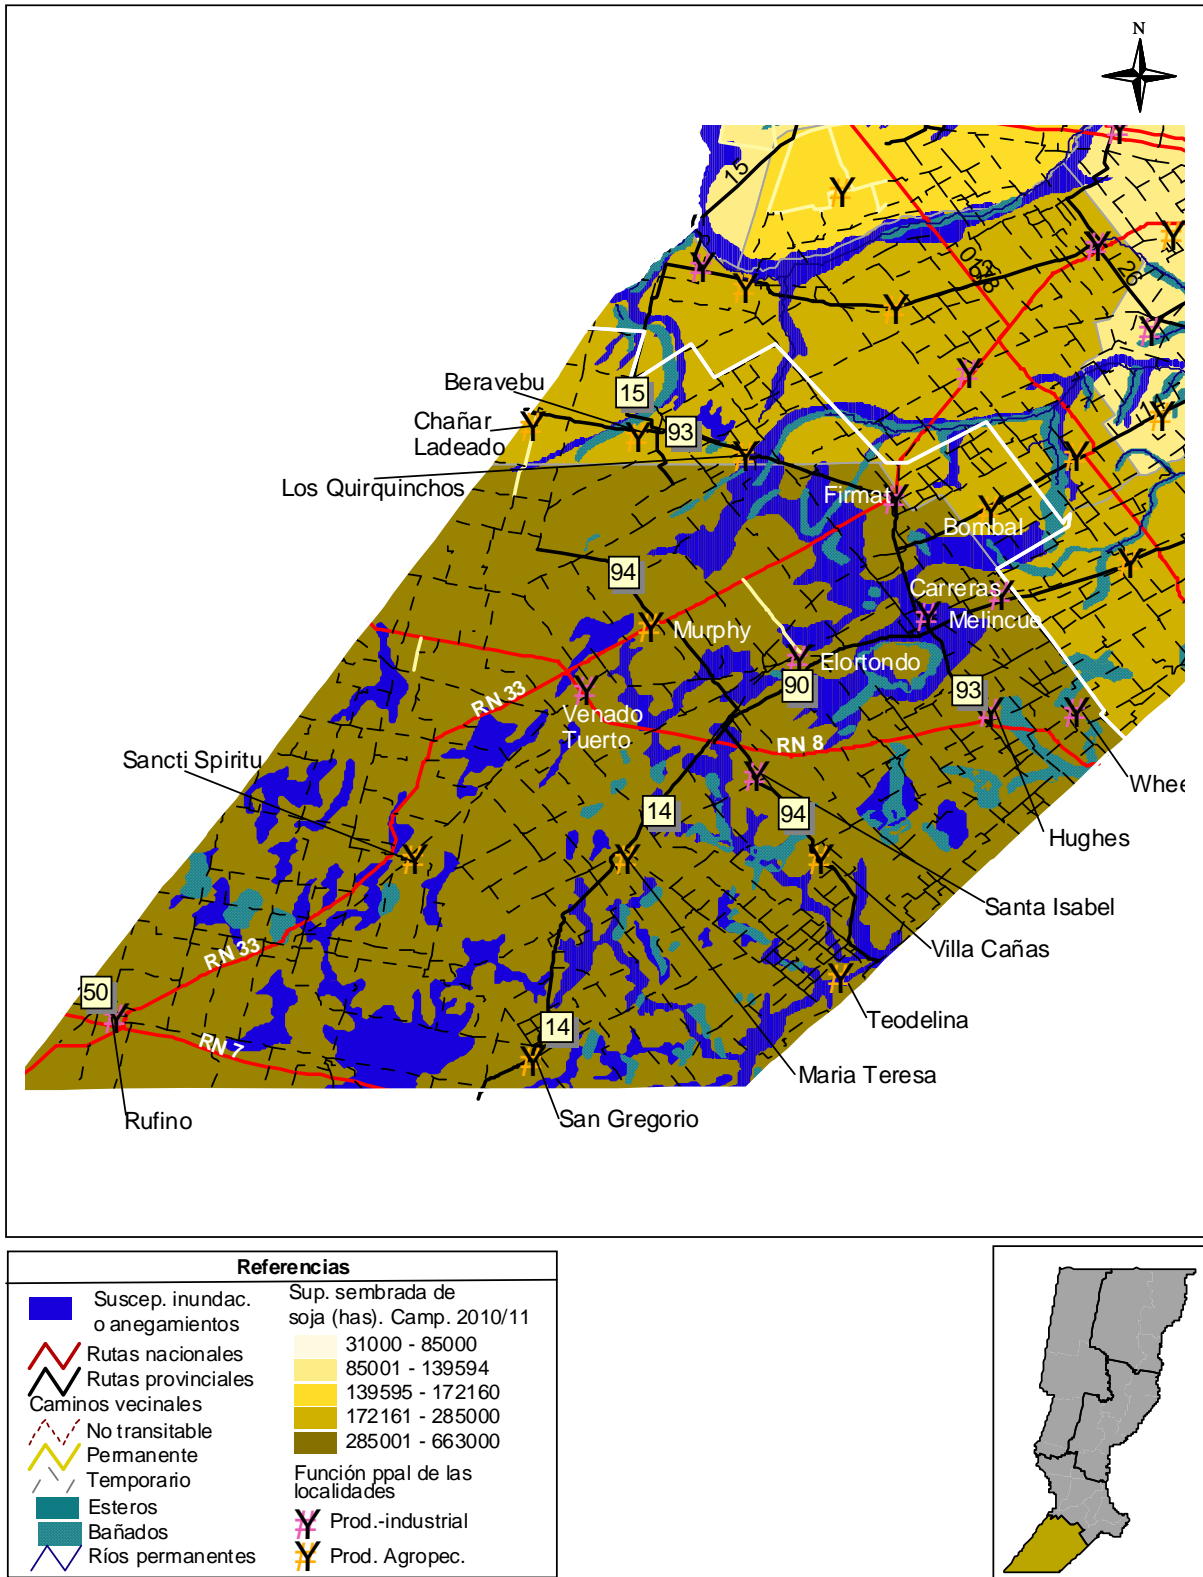 N
15
26
14
Beravebu
15
Chañar
Ladeado
93
Los Quirquinchos
Firmat
Bombal
94
Carreras
Melincue
Murphy
Elortondo
90
93
RN 33
Venado
Tuerto
RN 8
Sancti Spiritu
Whee
14
94
Hughes
Santa Isabel
Villa Cañas
RN 33
50
Teodelina
14
RN 7
Maria Teresa
Rufino
San Gregorio
Referencias
Suscep. inundac.
o anegamientos
Rutas nacionales
Rutas provinciales
Caminos vecinales
No transitable
Permanente
Temporario
Esteros
Bañados
Ríos permanentes
Sup. sembrada de
soja (has). Camp. 2010/11
31000 - 85000
85001 - 139594
139595 - 172160
172161 - 285000
285001 - 663000
Función ppal de las
localidades
Prod.-industrial
Prod. Agropec.